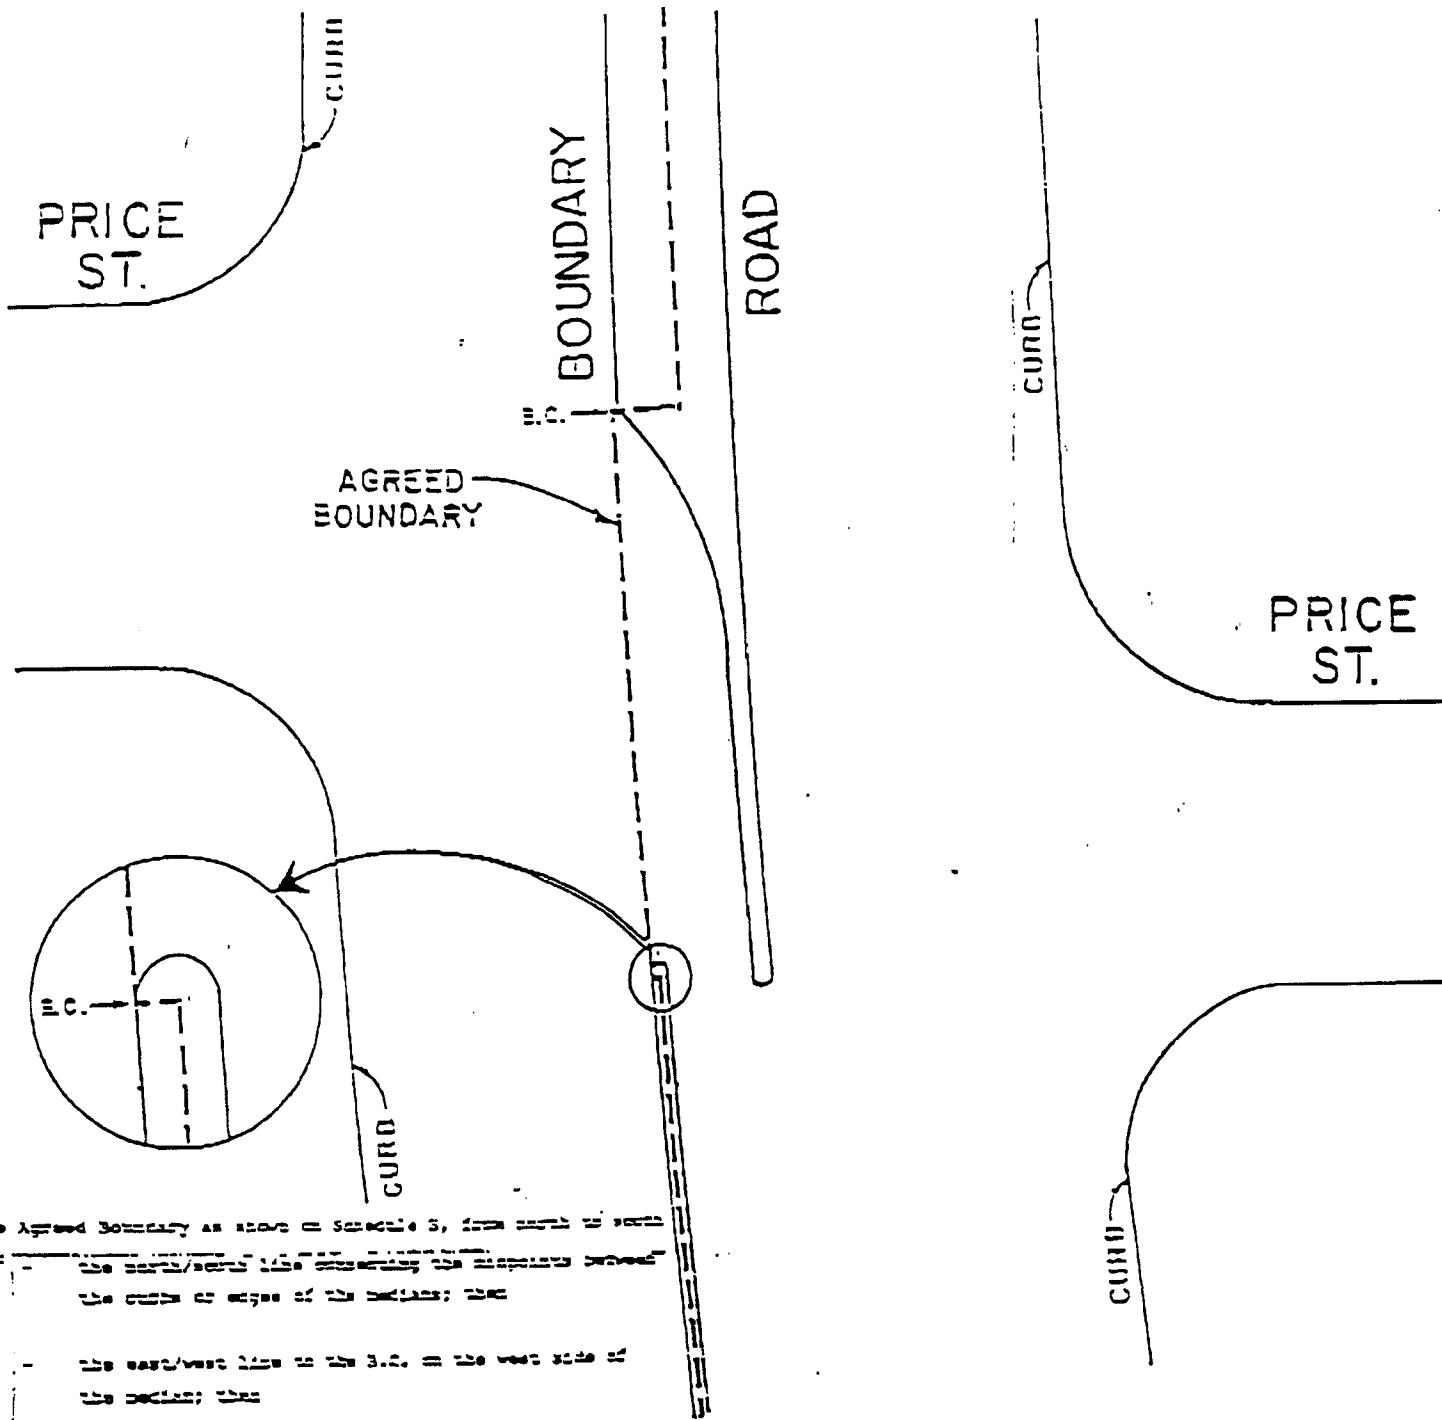 CURB
PRICE
ST.
BOUNDARY
ROAD
CURB
B.C.
AGREED
BOUNDARY
PRICE
ST.
B.C.
CURB
CURB
Agreed Boundary as shown on Schedule B, from north to south
the north/south line connecting the midpoints between
the curbs or edges of the median; then
the east/west line to the B.C. on the west side of
the median; then